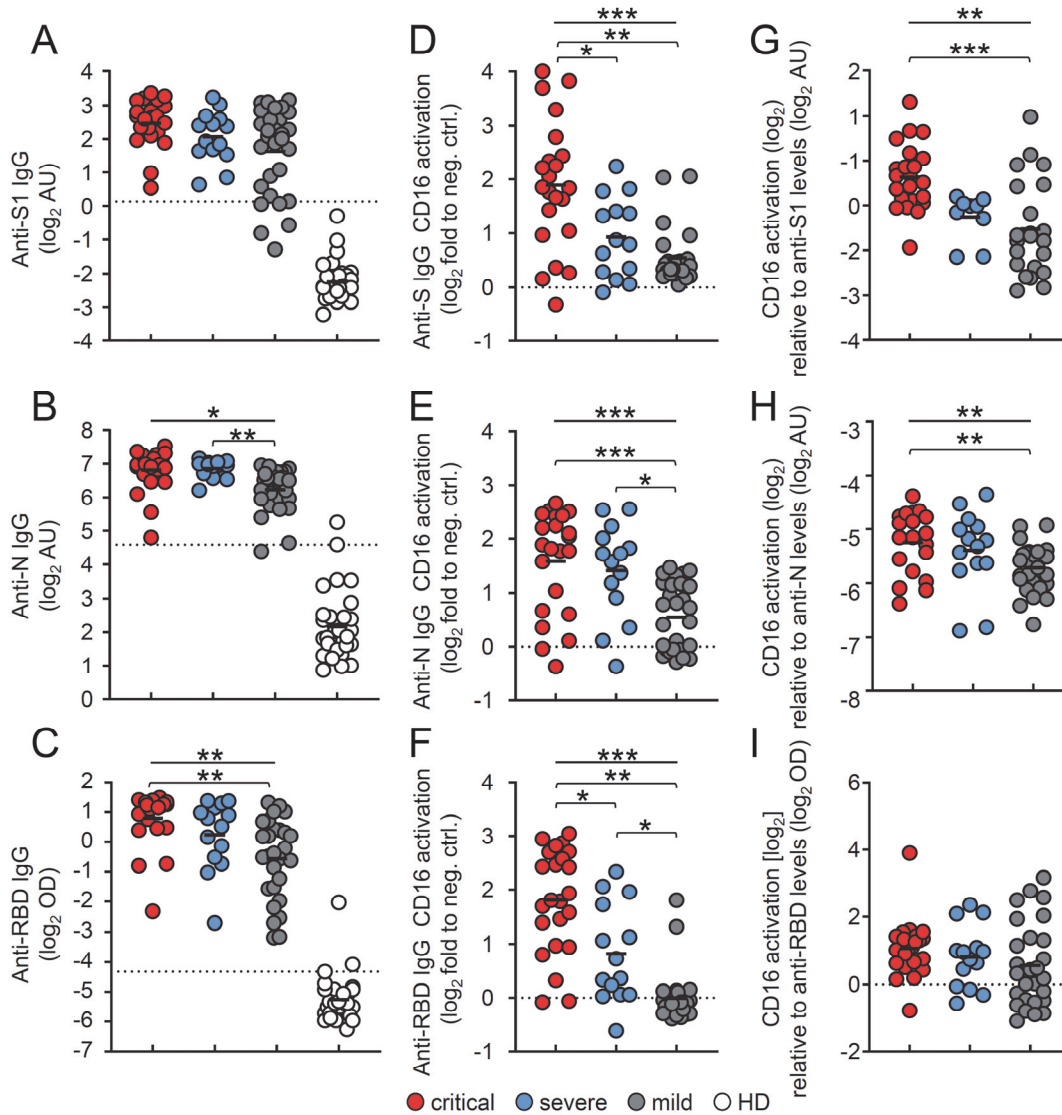 A
Anti-S1 IgG
(log₂ AU)
4
3
2
1
0
-1
-2
-3
-4
D
***
**
*
Anti-S IgG CD16 activation
(log₂ fold to neg. ctrl.)
4
3
2
1
0
-1
G
**
***
CD16 activation (log₂)
relative to anti-S1 levels (log₂ AU)
2
1
-1
0
-2
-3
-4
B
*
**
Anti-N IgG
(log₂ AU)
8
7
6
5
4
3
2
1
0
E
***
***
*
Anti-N IgG CD16 activation
(log₂ fold to neg. ctrl.)
4
3
2
1
0
-1
H
**
**
CD16 activation (log₂)
relative to anti-N levels (log₂ AU)
-3
-4
-5
-6
-7
-8
C
**
**
Anti-RBD IgG
(log₂ OD)
2
1
0
-1
-2
-3
-4
-5
-6
-7
F
***
**
*
*
Anti-RBD IgG CD16 activation
(log₂ fold to neg. ctrl.)
4
3
2
1
0
-1
I
CD16 activation [log₂]
relative to anti-RBD levels (log₂ OD)
6
4
2
0
-2
critical severe mild HD